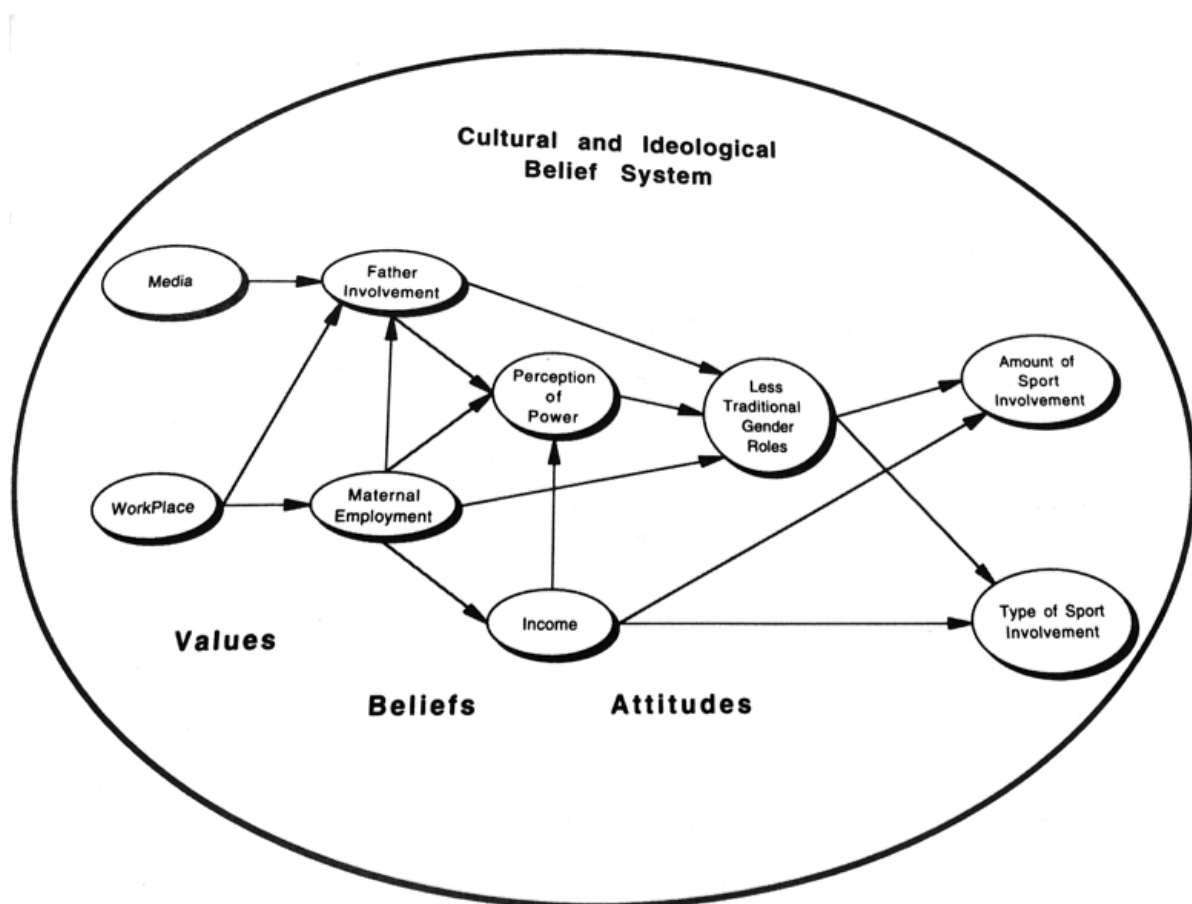 Cultural and Ideological
Belief System
Media
Father
Involvement
Perception
of
Power
Less
Traditional
Gender
Roles
Amount of
Sport
Involvement
WorkPlace
Maternal
Employment
Income
Type of Sport
Involvement
Values
Beliefs
Attitudes